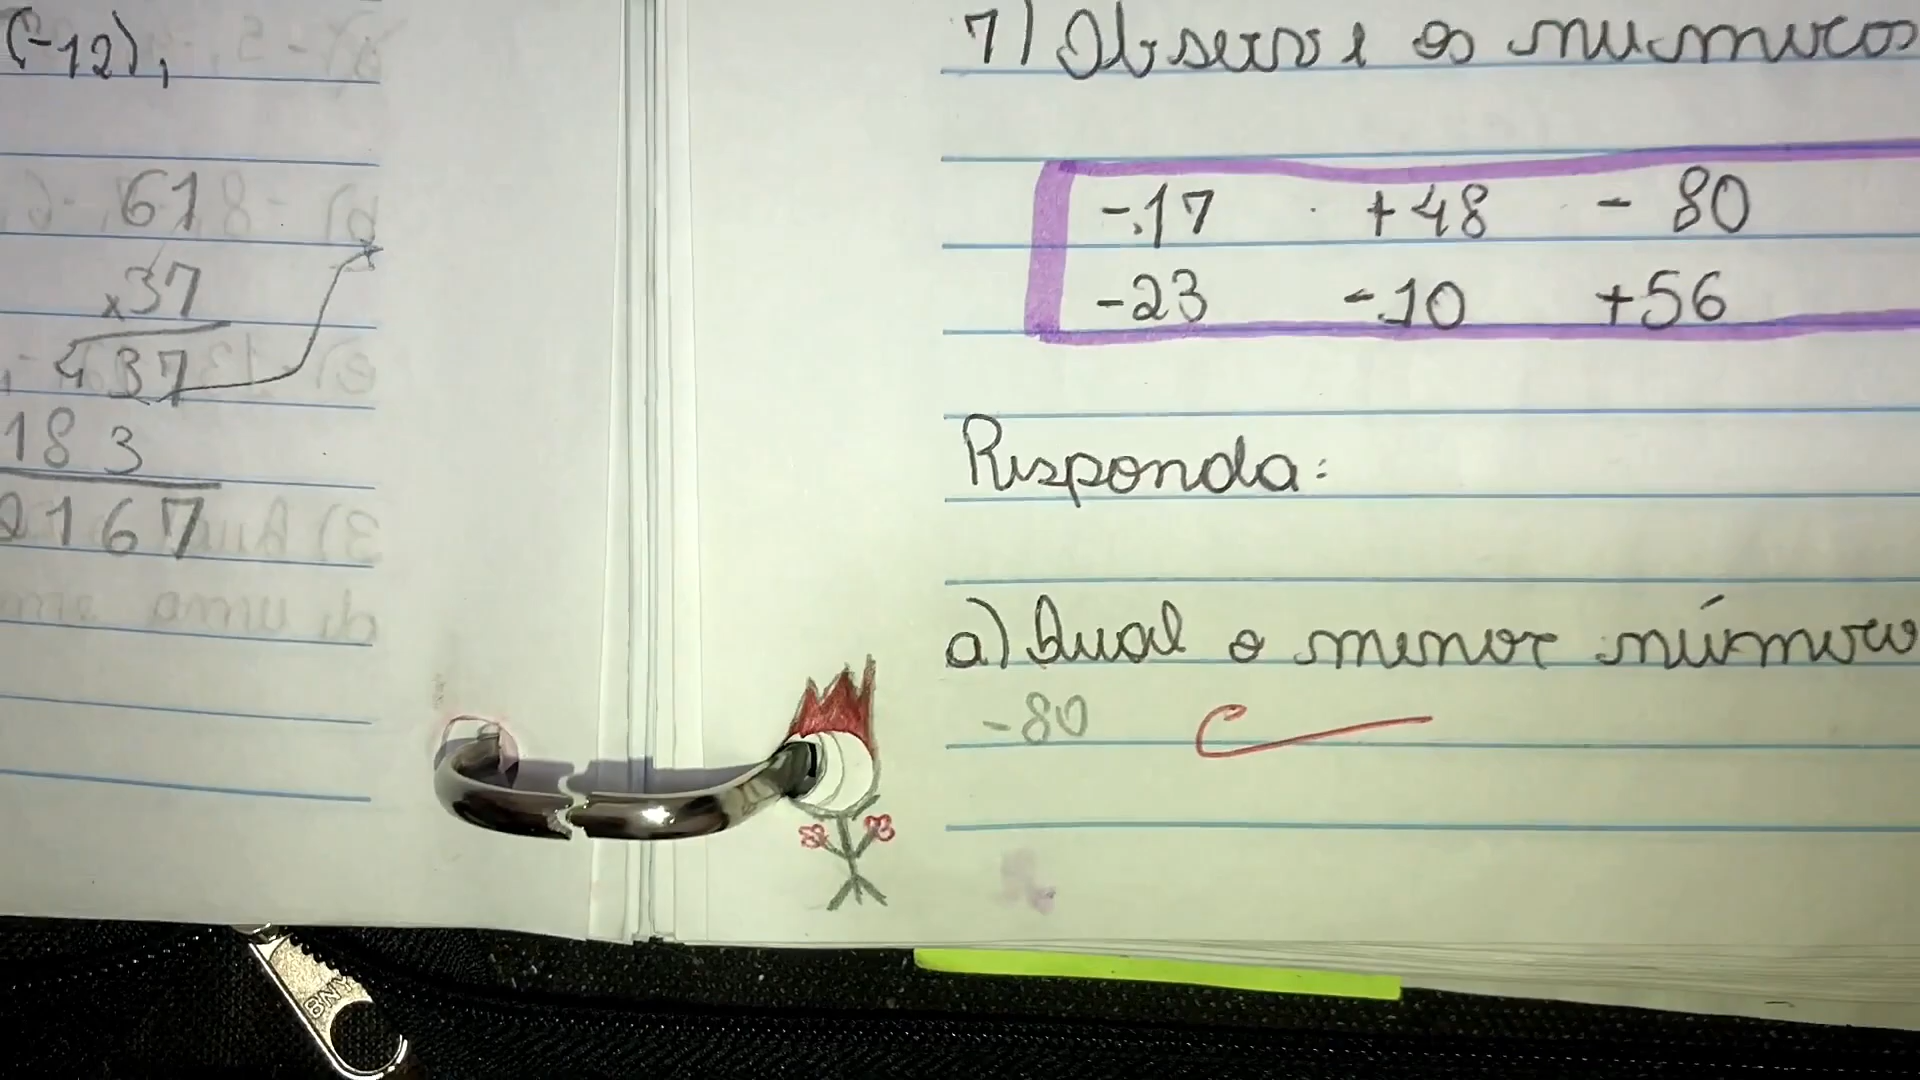 (-12),
61
x37
437
183
2167
7) Observe os numeros
-17 +48 - 80
-23 -10 +56
Responda:
a) Qual o menor número
-80